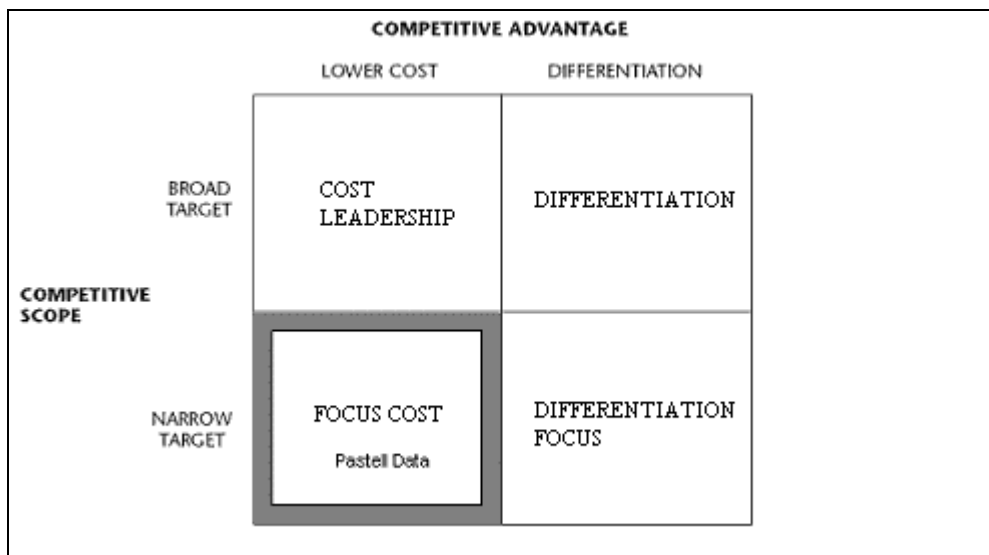 COMPETITIVE ADVANTAGE
LOWER COST DIFFERENTIATION
BROAD
TARGET
COST
LEADERSHIP
DIFFERENTIATION
COMPETITIVE
SCOPE
NARROW
TARGET
FOCUS COST
Pastell Data
DIFFERENTIATION
FOCUS